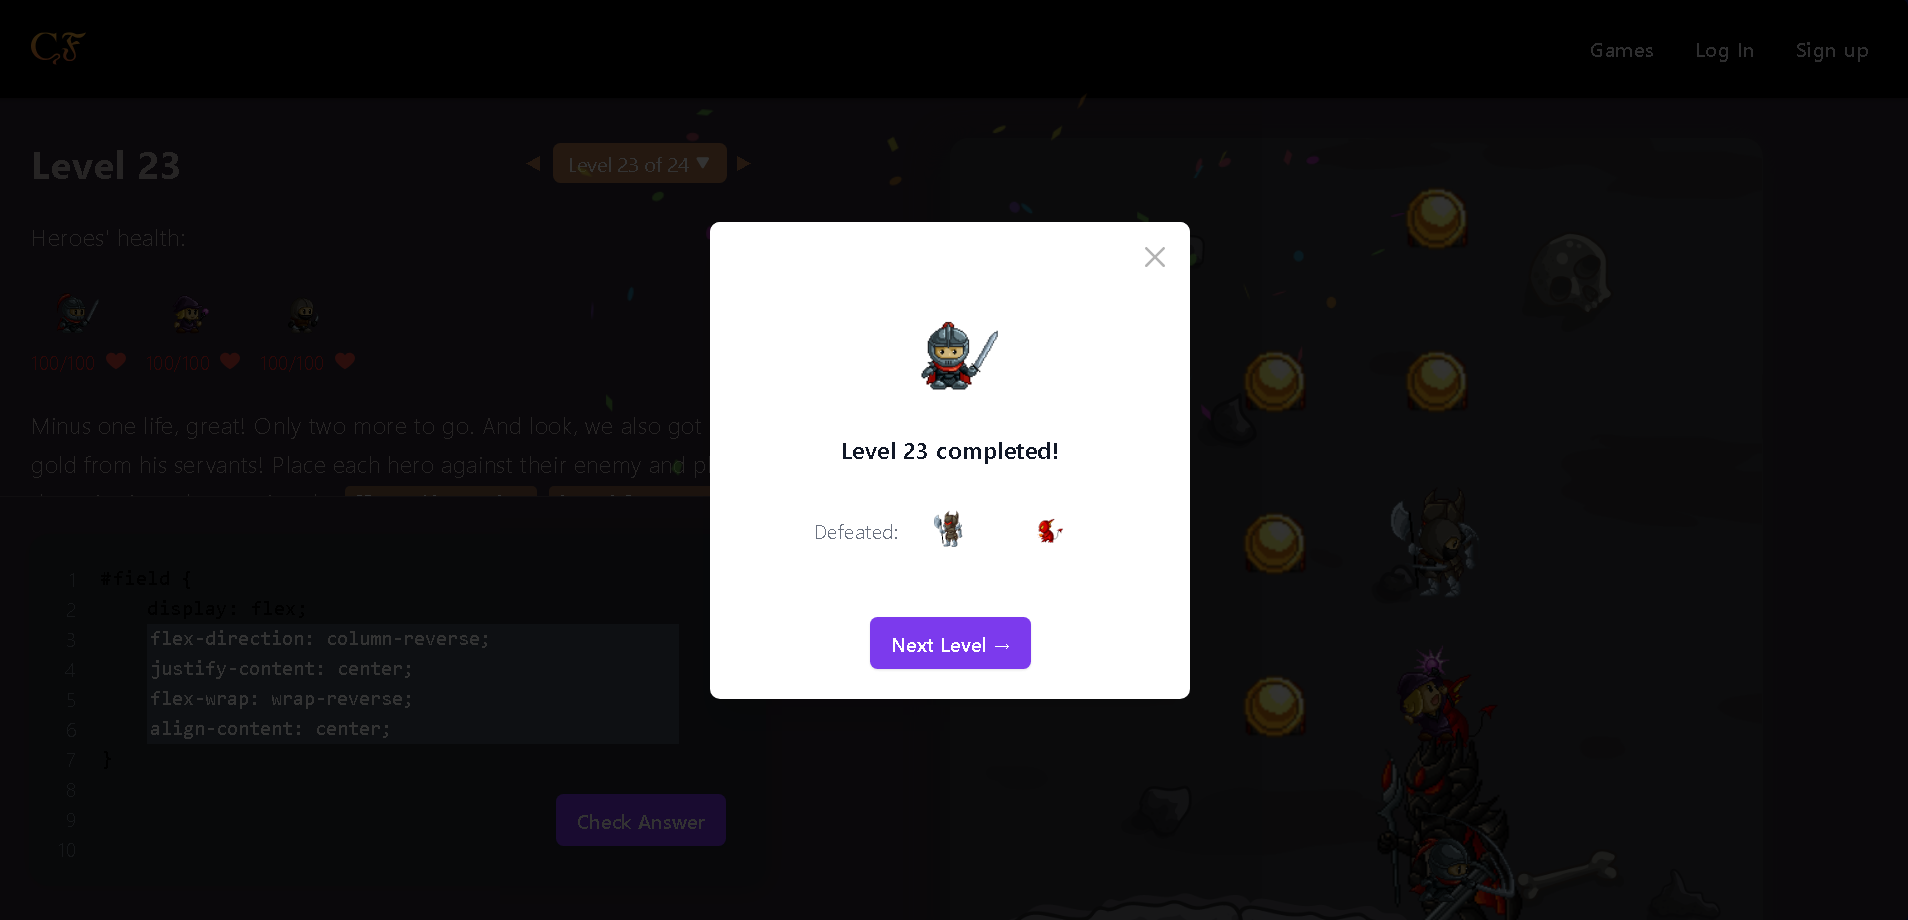 CF
Games
Log In
Sign up
Level 23
Level 23 of 24 ▼
Heroes' health:
100/100
100/100
100/100
Minus one life, great! Only two more to go. And look, we also got
gold from his servants! Place each hero against their enemy and
Level 23 completed!
Defeated:
Next Level →
1 #field {
2 display: flex;
3 flex-direction: column-reverse;
4 justify-content: center;
5 flex-wrap: wrap-reverse;
6 align-content: center;
7 }
8
9
10
Check Answer